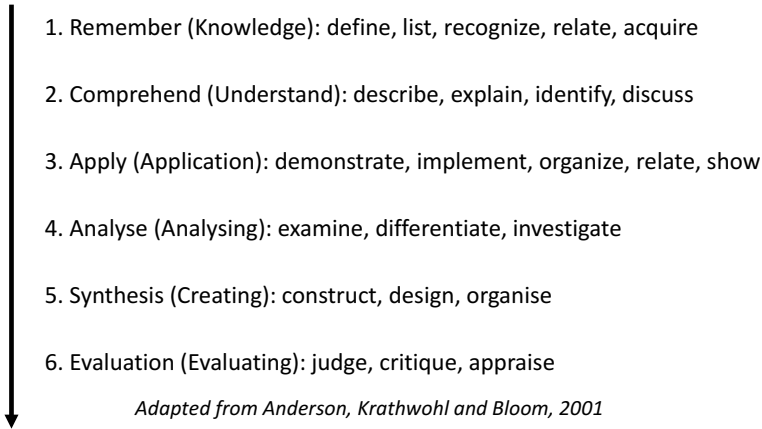 1. Remember (Knowledge): define, list, recognize, relate, acquire
2. Comprehend (Understand): describe, explain, identify, discuss
3. Apply (Application): demonstrate, implement, organize, relate, show
4. Analyse (Analysing): examine, differentiate, investigate
5. Synthesis (Creating): construct, design, organise
6. Evaluation (Evaluating): judge, critique, appraise
Adapted from Anderson, Krathwohl and Bloom, 2001